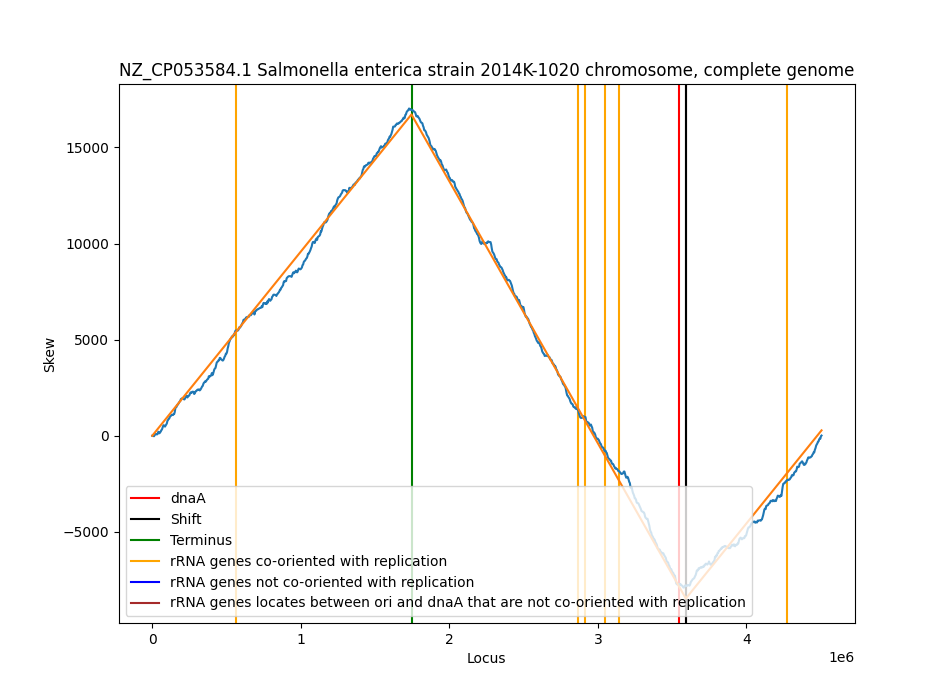 NZ_CP053584.1 Salmonella enterica strain 2014K-1020 chromosome, complete genome
15000
10000
5000
0
−5000
Skew
dnaA
Shift
Terminus
rRNA genes co-oriented with replication
rRNA genes not co-oriented with replication
rRNA genes locates between ori and dnaA that are not co-oriented with replication
0 1 2 3 4
1e6
Locus